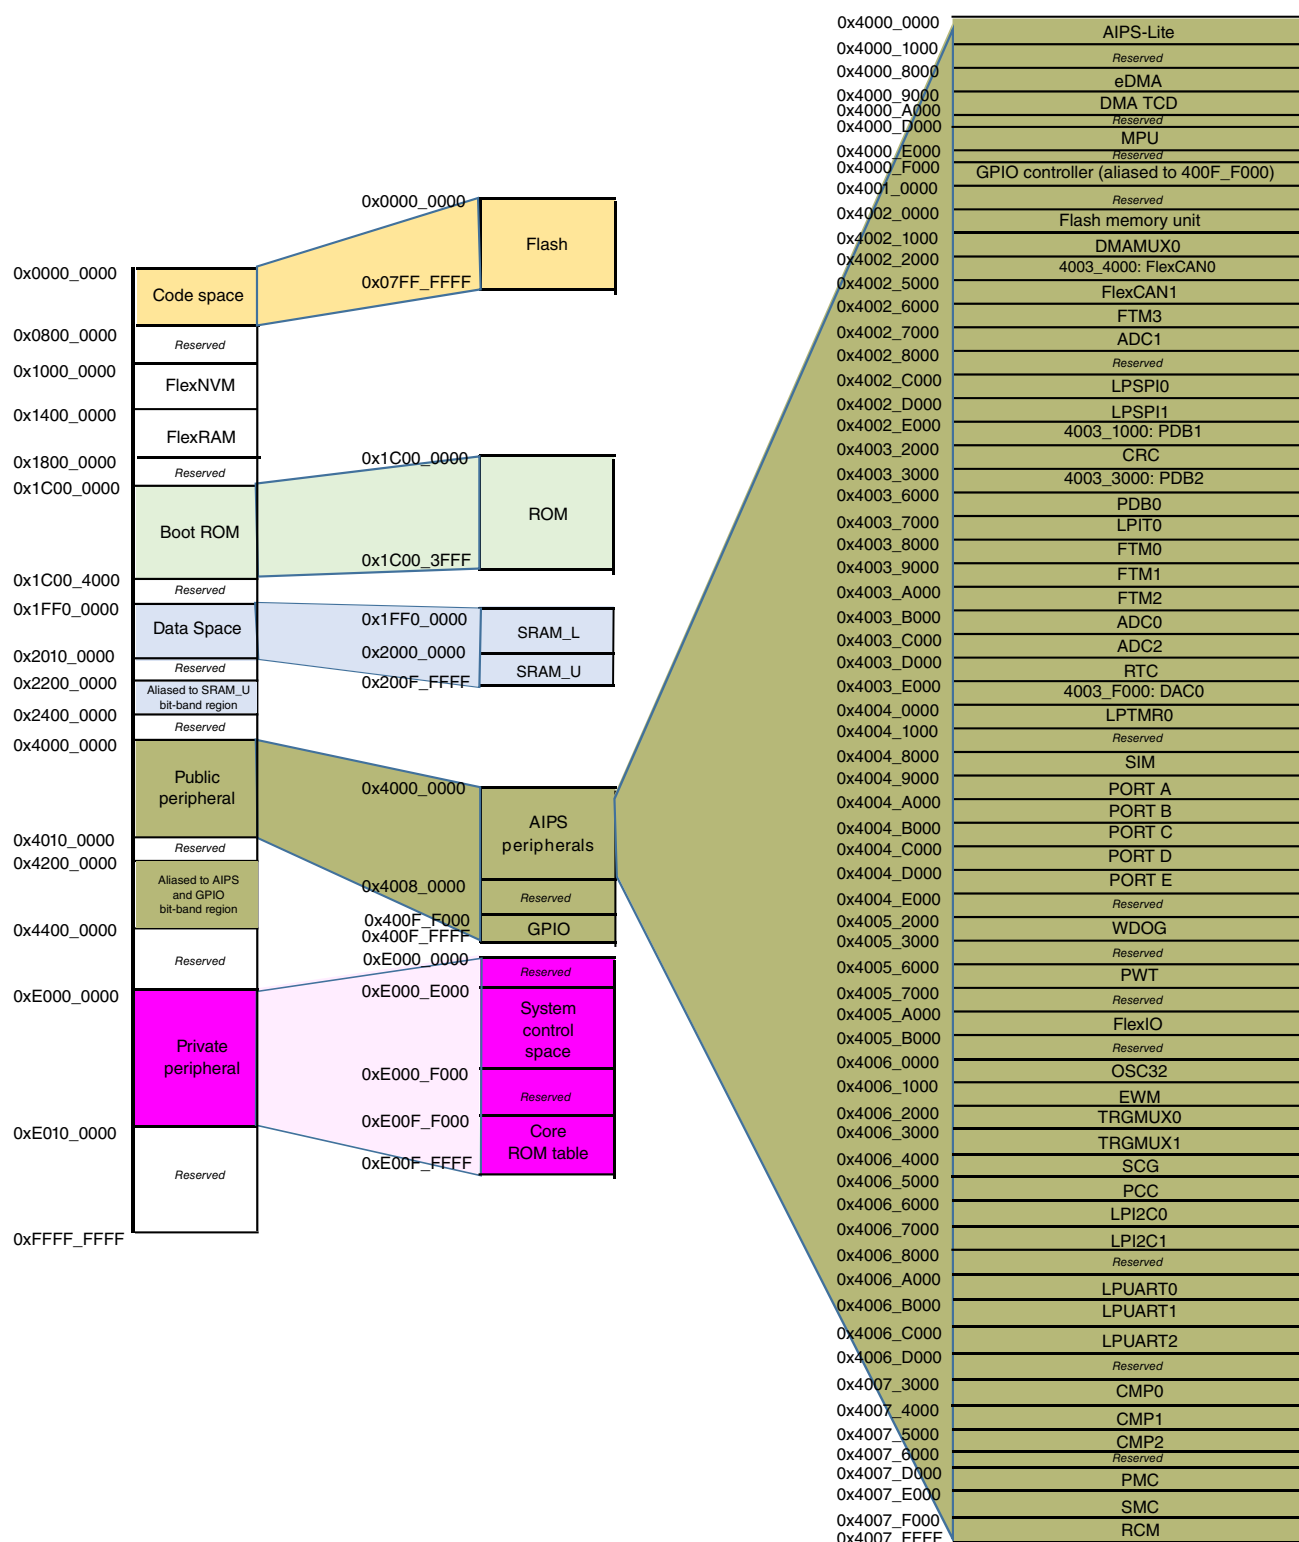 0x0000_0000
Code space
0x0800_0000
Reserved
0x1000_0000
FlexNVM
0x1400_0000
FlexRAM
0x1800_0000
Reserved
0x1C00_0000
Boot ROM
0x1C00_4000
Reserved
0x1FF0_0000
Data Space
0x2010_0000
Reserved
0x2200_0000
Aliased to SRAM_U
bit-band region
0x2400_0000
Reserved
0x4000_0000
Public
peripheral
0x4010_0000
Reserved
0x4200_0000
Aliased to AIPS
and GPIO
bit-band region
0x4400_0000
Reserved
0xE000_0000
Private
peripheral
0xE010_0000
Reserved
0xFFFF_FFFF
0x0000_0000
Flash
0x07FF_FFFF
0x1C00_0000
ROM
0x1C00_3FFF
0x1FF0_0000
SRAM_L
0x2000_0000
SRAM_U
0x200F_FFFF
0x4000_0000
AIPS
peripherals
0x4008_0000
Reserved
0x400F_F000
GPIO
0x400F_FFFF
0xE000_0000
Reserved
0xE000_E000
System
control
space
0xE000_F000
Reserved
0xE00F_F000
Core
ROM table
0xE00F_FFFF
0x4000_0000
AIPS-Lite
0x4000_1000
Reserved
0x4000_8000
eDMA
0x4000_9000
DMA TCD
0x4000_A000
Reserved
0x4000_D000
MPU
0x4000_E000
Reserved
0x4000_F000
GPIO controller (aliased to 400F_F000)
0x4001_0000
Reserved
0x4002_0000
Flash memory unit
0x4002_1000
DMAMUX0
0x4002_2000
4003_4000: FlexCAN0
0x4002_5000
FlexCAN1
0x4002_6000
FTM3
0x4002_7000
ADC1
0x4002_8000
Reserved
0x4002_C000
LPSPI0
0x4002_D000
LPSPI1
0x4002_E000
4003_1000: PDB1
0x4003_2000
CRC
0x4003_3000
4003_3000: PDB2
0x4003_6000
PDB0
0x4003_7000
LPIT0
0x4003_8000
FTM0
0x4003_9000
FTM1
0x4003_A000
FTM2
0x4003_B000
ADC0
0x4003_C000
ADC2
0x4003_D000
RTC
0x4003_E000
4003_F000: DAC0
0x4004_0000
LPTMR0
0x4004_1000
Reserved
0x4004_8000
SIM
0x4004_9000
PORT A
0x4004_A000
PORT B
0x4004_B000
PORT C
0x4004_C000
PORT D
0x4004_D000
PORT E
0x4004_E000
Reserved
0x4005_2000
WDOG
0x4005_3000
Reserved
0x4005_6000
PWT
0x4005_7000
Reserved
0x4005_A000
FlexIO
0x4005_B000
Reserved
0x4006_0000
OSC32
0x4006_1000
EWM
0x4006_2000
TRGMUX0
0x4006_3000
TRGMUX1
0x4006_4000
SCG
0x4006_5000
PCC
0x4006_6000
LPI2C0
0x4006_7000
LPI2C1
0x4006_8000
Reserved
0x4006_A000
LPUART0
0x4006_B000
LPUART1
0x4006_C000
LPUART2
0x4006_D000
Reserved
0x4007_3000
CMP0
0x4007_4000
CMP1
0x4007_5000
CMP2
0x4007_6000
Reserved
0x4007_D000
PMC
0x4007_E000
SMC
0x4007_F000
RCM
0x4007_FFFF